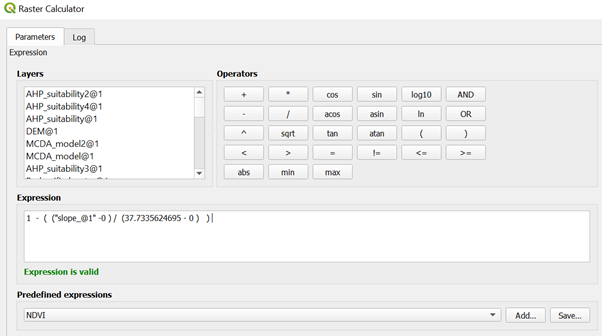 Raster Calculator
Parameters Log
Expression
Layers
AHP_suitability2@1
AHP_suitability4@1
AHP_suitability@1
DEM@1
MCDA_model2@1
MCDA_model@1
AHP_suitability3@1
Operators
+ * cos sin log10 AND
- / acos asin ln OR
^ sqrt tan atan ( )
< > = != <= >=
abs min max
Expression
1 - ( ("slope_@1" -0 ) / (37.7335624695 - 0 ) )
Expression is valid
Predefined expressions
NDVI Add... Save...